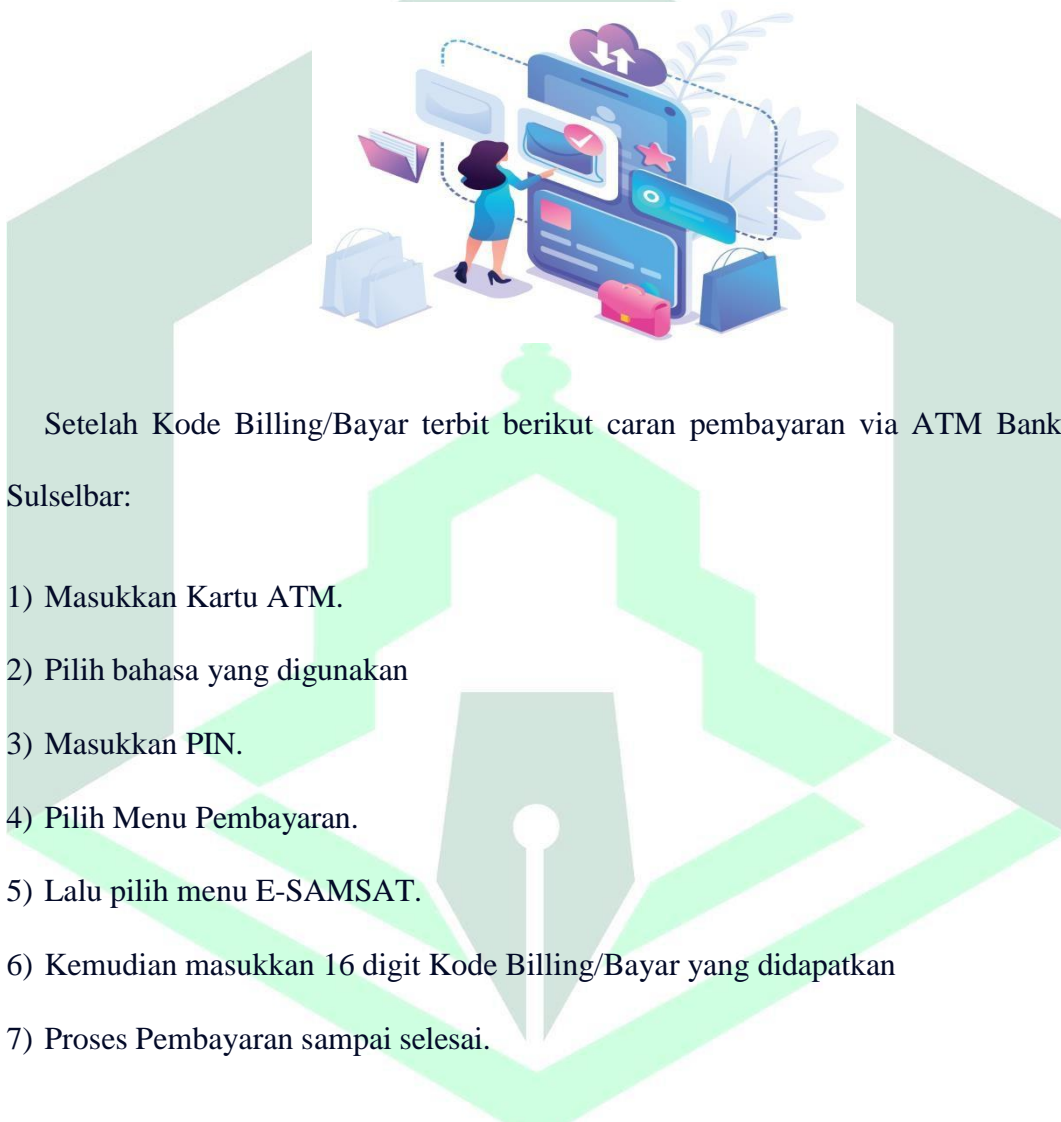 Setelah Kode Billing/Bayar terbit berikut caran pembayaran via ATM Bank
Sulselbar:
1) Masukkan Kartu ATM.
2) Pilih bahasa yang digunakan
3) Masukkan PIN.
4) Pilih Menu Pembayaran.
5) Lalu pilih menu E-SAMSAT.
6) Kemudian masukkan 16 digit Kode Billing/Bayar yang didapatkan
7) Proses Pembayaran sampai selesai.